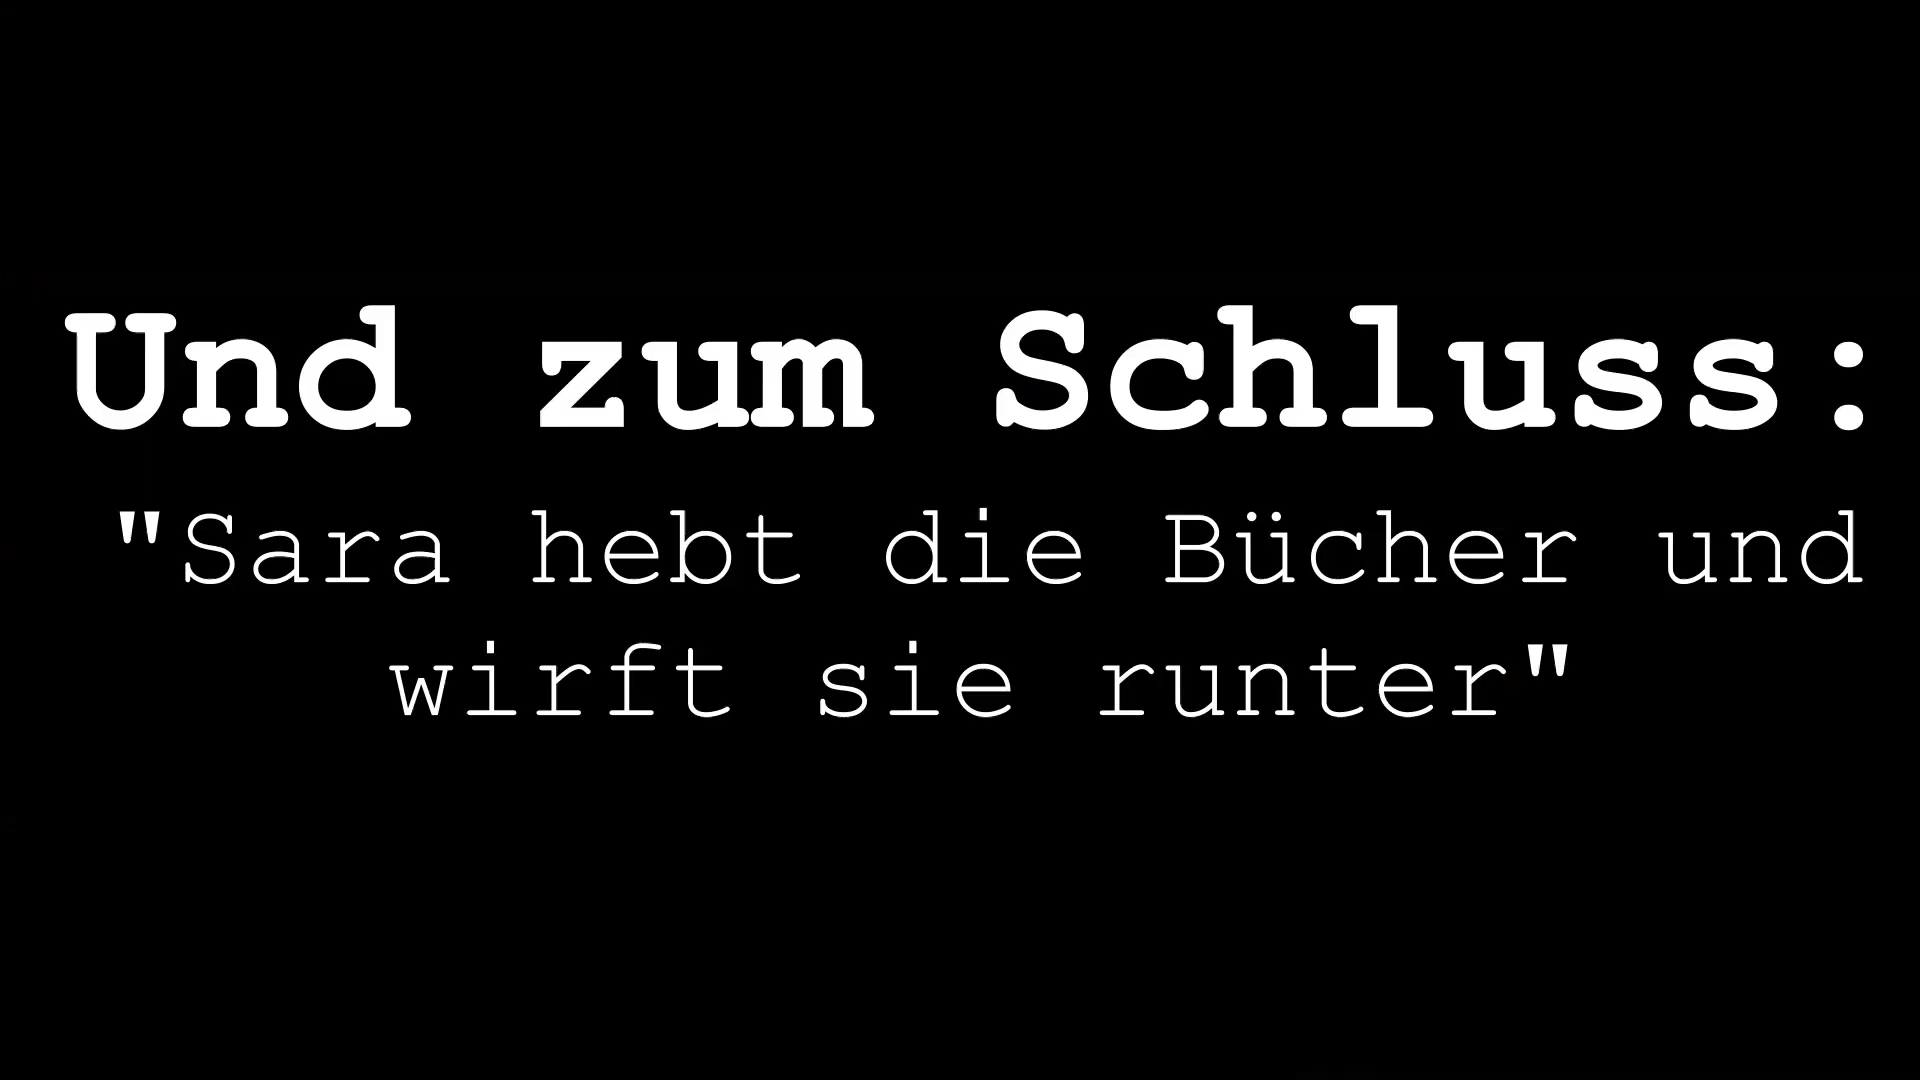 Und zum Schluss:
"Sara hebt die Bücher und
wirft sie runter"